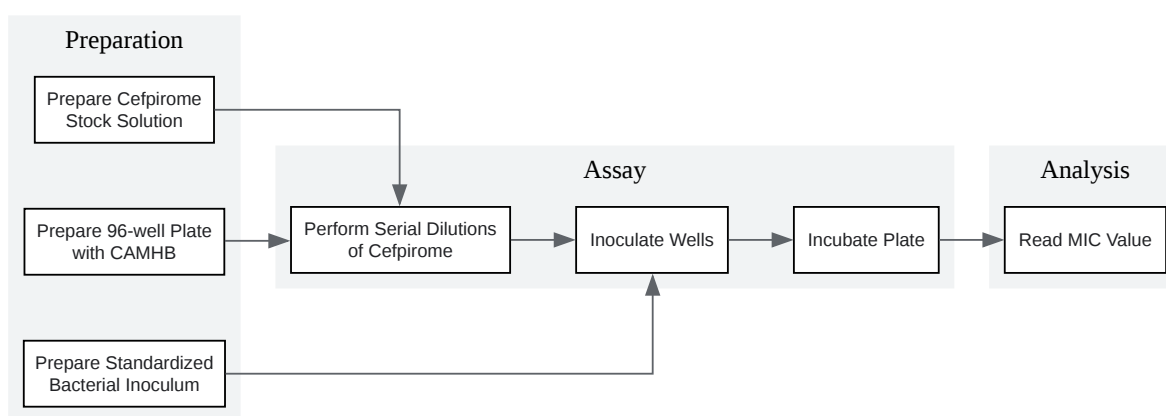 Preparation
Prepare Cefpirome
Stock Solution
Prepare 96-well Plate
with CAMHB
Prepare Standardized
Bacterial Inoculum
Assay
Perform Serial Dilutions
of Cefpirome
Inoculate Wells
Incubate Plate
Analysis
Read MIC Value